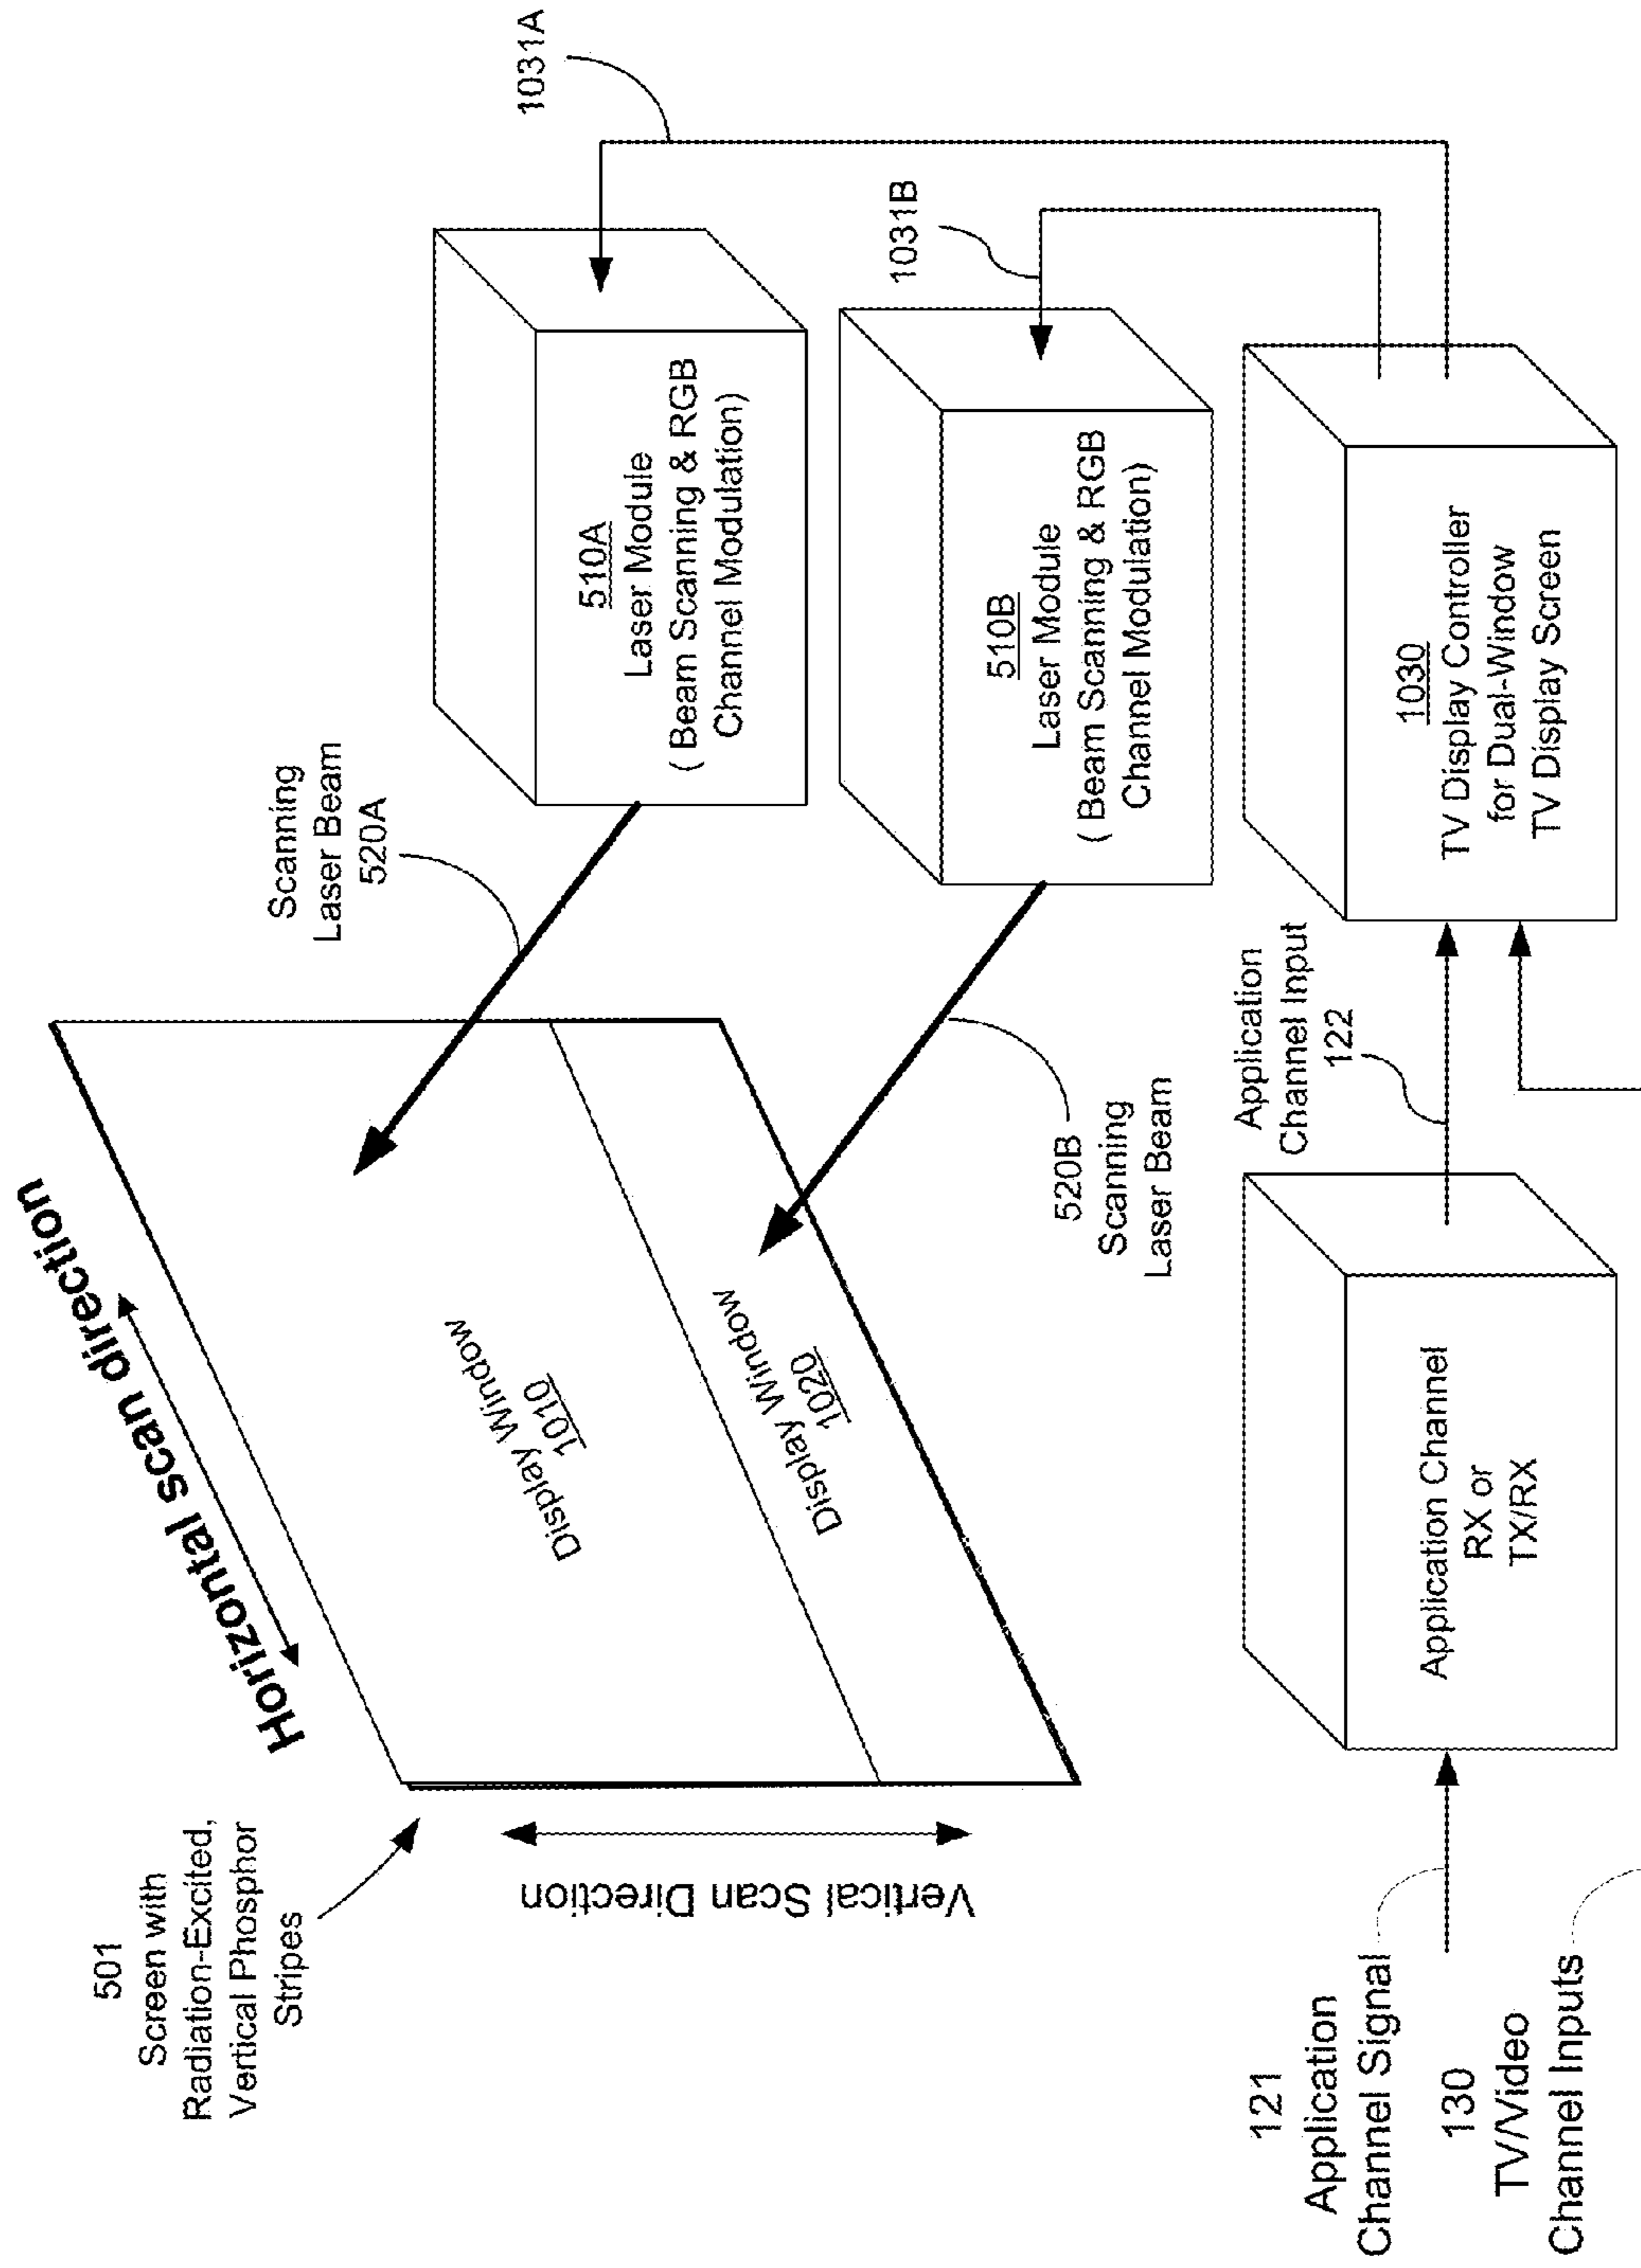 501
Screen with
Radiation-Excited,
Vertical Phosphor
Stripes
Horizontal scan direction
Vertical Scan Direction
Display Window
1010
Display Window
1020
Scanning
Laser Beam
520A
520B
Scanning
Laser Beam
510A
Laser Module
( Beam Scanning & RGB
Channel Modulation)
1031A
510B
Laser Module
( Beam Scanning & RGB
Channel Modulation)
1031B
121
Application
Channel Signal
130
TV/Video
Channel Inputs
Application Channel
RX or
TX/RX
Application
Channel Input
122
1030
TV Display Controller
for Dual-Window
TV Display Screen